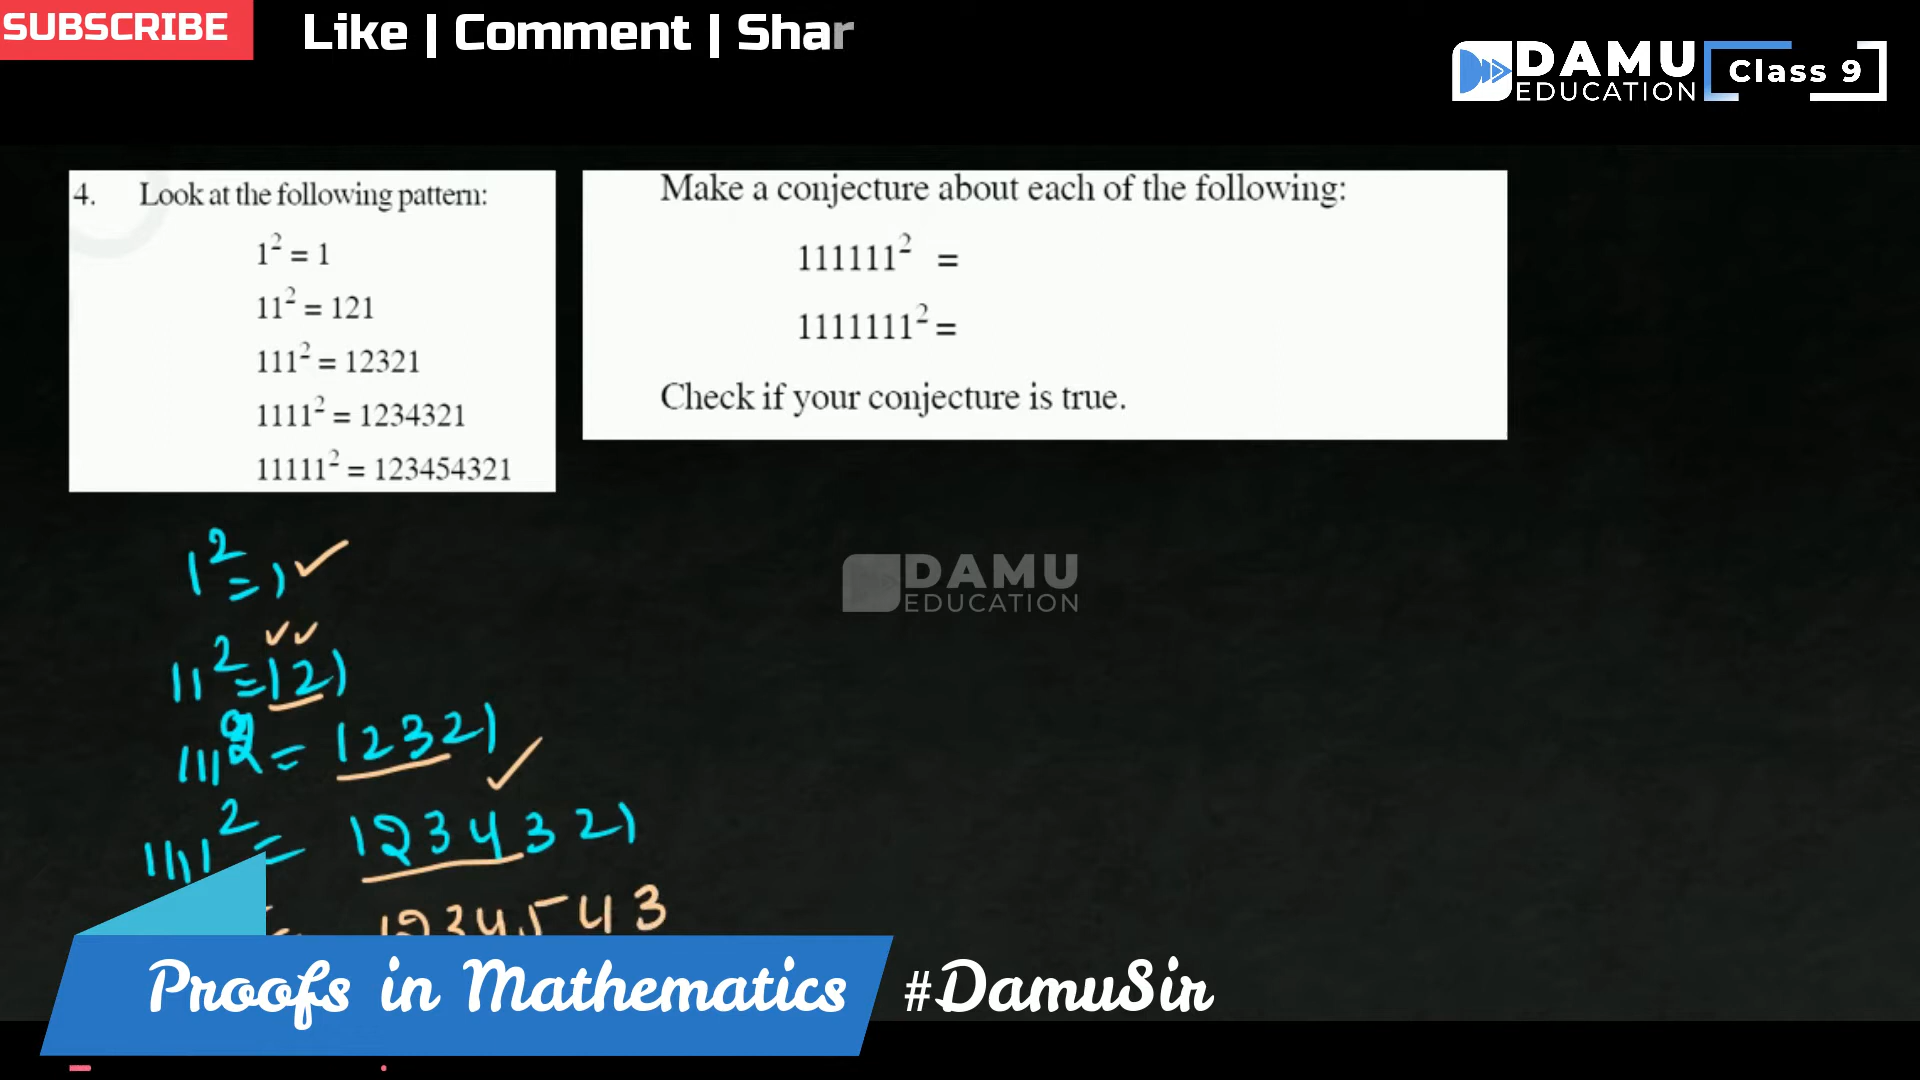 SUBSCRIBE
Like | Comment | Shar
DAMU
EDUCATION
Class 9
4. Look at the following pattern:
1² = 1
11² = 121
111² = 12321
1111² = 1234321
11111² = 123454321
Make a conjecture about each of the following:
111111² =
1111111² =
Check if your conjecture is true.
1² = 1 ✓
✓✓
11² = 121
111² = 12321
✓
1111² = 1234321
= 1234543
DAMU
EDUCATION
Proofs in Mathematics
#DamuSir